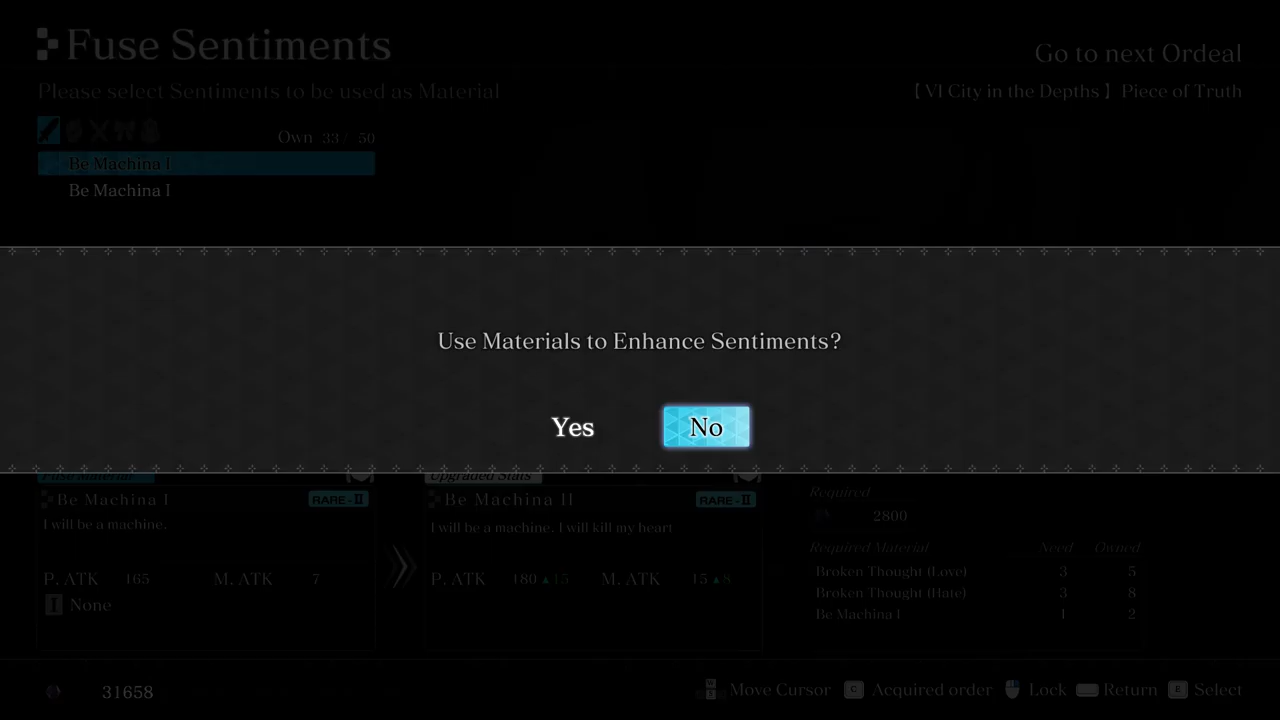 Fuse Sentiments
Go to next Ordeal
Please select Sentiments to be used as Material
【 VI City in the Depths 】 Piece of Truth
Own 33 / 50
Be Machina I
Be Machina I
Use Materials to Enhance Sentiments?
Yes
No
Fuse Material
Upgraded Stats
Be Machina I
RARE-II
I will be a machine.
P. ATK 165
M. ATK 7
I None
Be Machina II
RARE-II
I will be a machine. I will kill my heart
P. ATK 180 ▲15
M. ATK 15 ▲8
Required
2800
Required Material Need Owned
Broken Thought (Love) 3 5
Broken Thought (Hate) 3 8
Be Machina I 1 2
31658
W
S
Move Cursor
C Acquired order
Lock
Return
E Select